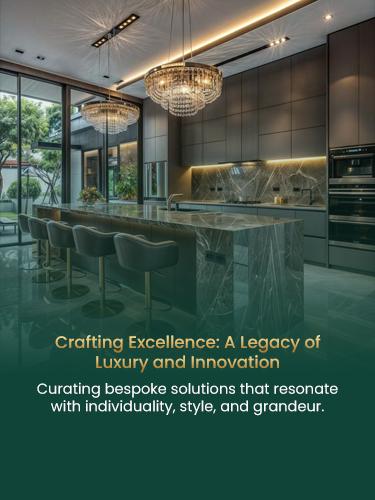 Crafting Excellence: A Legacy of
Luxury and Innovation
Curating bespoke solutions that resonate
with individuality, style, and grandeur.